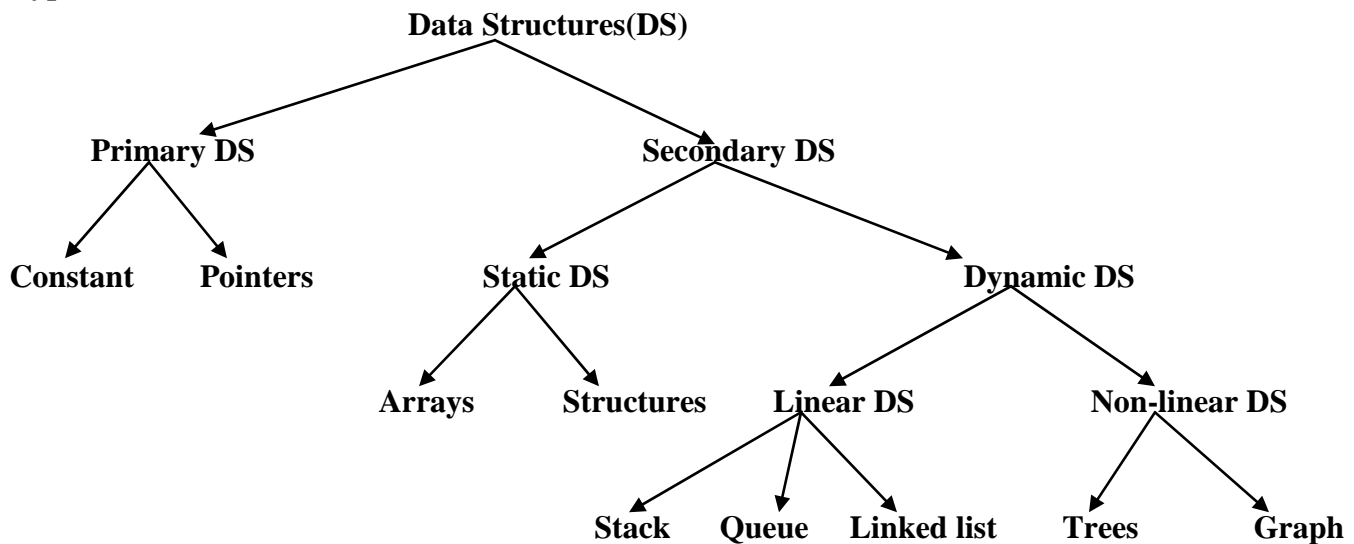 Data Structures(DS)
Primary DS Secondary DS
Constant Pointers Static DS Dynamic DS
Arrays Structures Linear DS Non-linear DS
Stack Queue Linked list Trees Graph